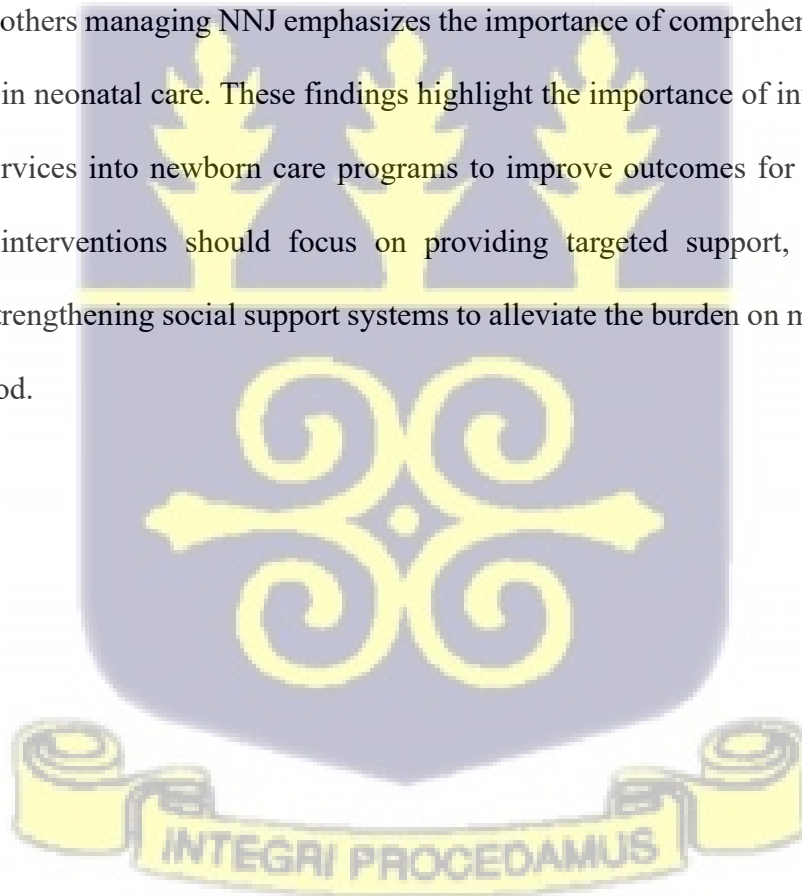 others managing NNJ emphasizes the importance of comprehen
in neonatal care. These findings highlight the importance of in
rvices into newborn care programs to improve outcomes for
interventions should focus on providing targeted support,
trengthening social support systems to alleviate the burden on m
od.
INTEGRI PROCEDAMUS